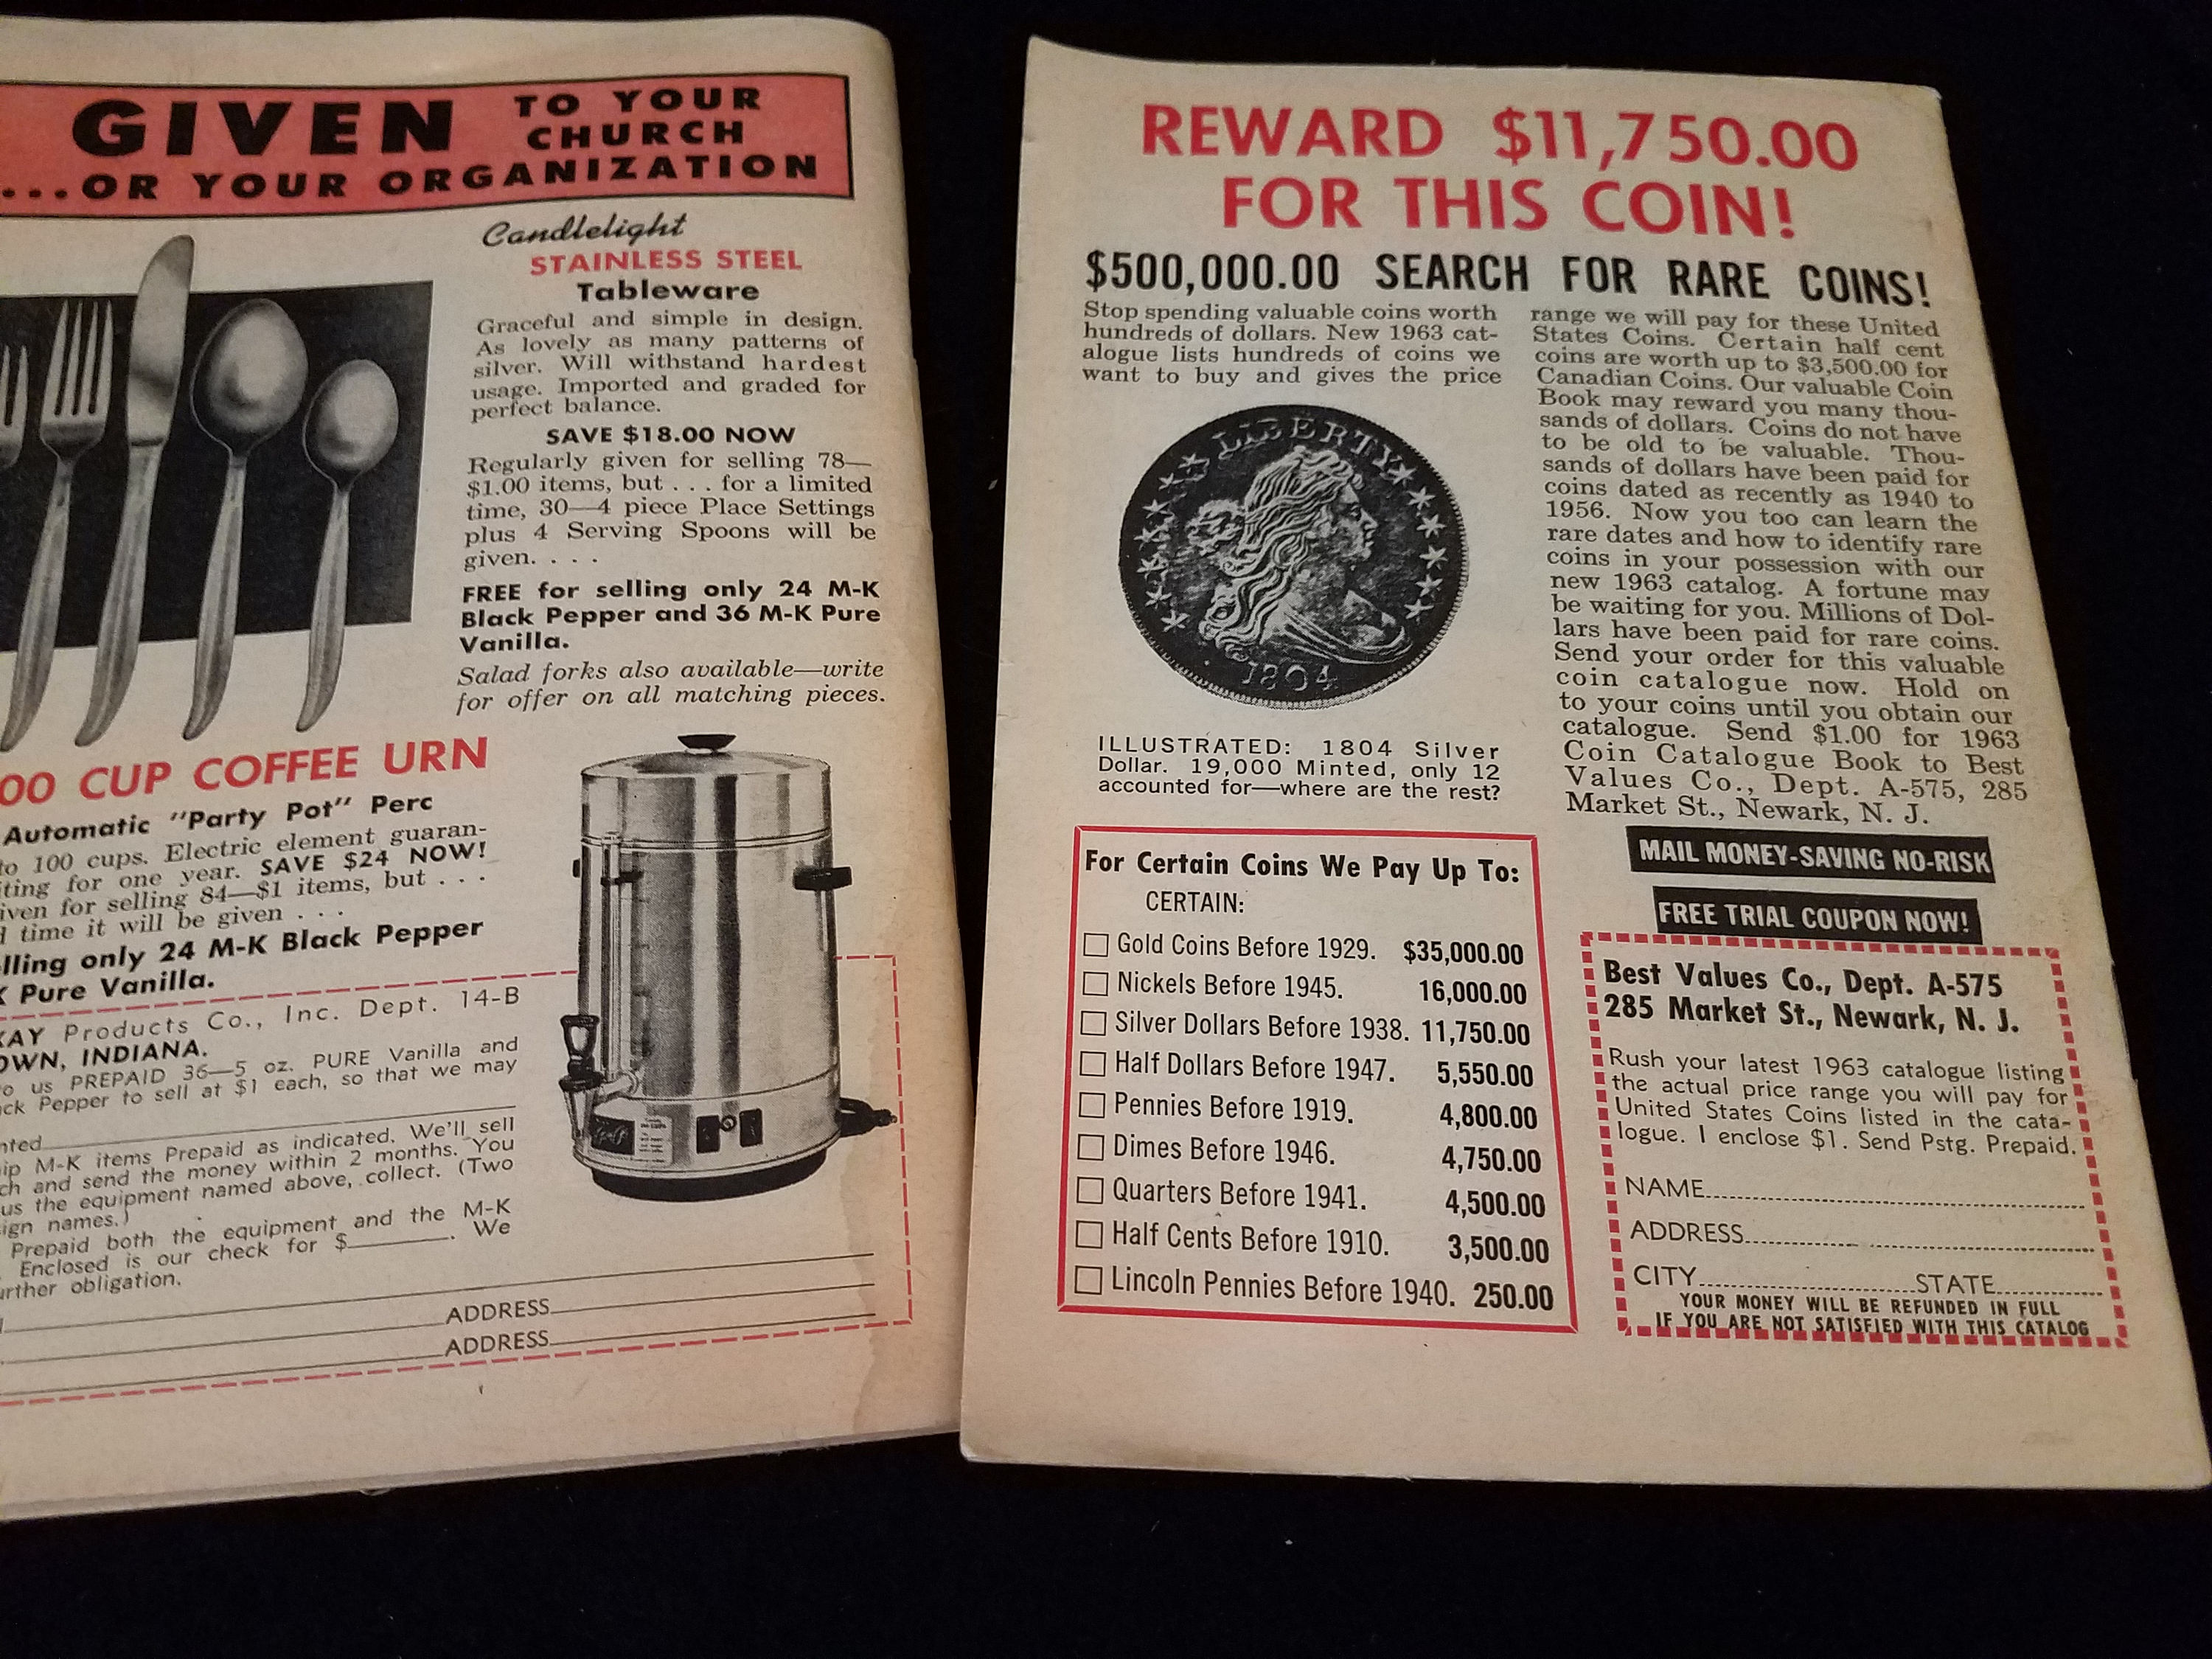 GIVEN TO YOUR
CHURCH
...OR YOUR ORGANIZATION
Candlelight
STAINLESS STEEL
Tableware
Graceful and simple in design.
As lovely as many patterns of
silver. Will withstand hardest
usage. Imported and graded for
perfect balance.
SAVE $18.00 NOW
Regularly given for selling 78—
$1.00 items, but . . . for a limited
time, 30—4 piece Place Settings
plus 4 Serving Spoons will be
given. . . .
FREE for selling only 24 M-K
Black Pepper and 36 M-K Pure
Vanilla.
Salad forks also available—write
for offer on all matching pieces.
00 CUP COFFEE URN
Automatic "Party Pot" Perc
to 100 cups. Electric element guaran-
ting for one year. SAVE $24 NOW!
iven for selling 84—$1 items, but . . .
d time it will be given . . .
lling only 24 M-K Black Pepper
K Pure Vanilla.
KAY Products Co., Inc. Dept. 14-B
OWN, INDIANA.
o us PREPAID 36—5 oz. PURE Vanilla and
ck Pepper to sell at $1 each, so that we may
nted
ip M-K items Prepaid as indicated. We'll sell
ch and send the money within 2 months. You
us the equipment named above, collect. (Two
ign names.)
Prepaid both the equipment and the M-K
Enclosed is our check for $ . We
urther obligation.
ADDRESS
ADDRESS
REWARD $11,750.00
FOR THIS COIN!
$500,000.00 SEARCH FOR RARE COINS!
Stop spending valuable coins worth
hundreds of dollars. New 1963 cat-
alogue lists hundreds of coins we
want to buy and gives the price
range we will pay for these United
States Coins. Certain half cent
coins are worth up to $3,500.00 for
Canadian Coins. Our valuable Coin
Book may reward you many thou-
sands of dollars. Coins do not have
to be old to be valuable. Thou-
sands of dollars have been paid for
coins dated as recently as 1940 to
1956. Now you too can learn the
rare dates and how to identify rare
coins in your possession with our
new 1963 catalog. A fortune may
be waiting for you. Millions of Dol-
lars have been paid for rare coins.
Send your order for this valuable
coin catalogue now. Hold on
to your coins until you obtain our
catalogue. Send $1.00 for 1963
Coin Catalogue Book to Best
Values Co., Dept. A-575, 285
Market St., Newark, N. J.
LIBERTY
1804
ILLUSTRATED: 1804 Silver
Dollar. 19,000 Minted, only 12
accounted for—where are the rest?
For Certain Coins We Pay Up To:
CERTAIN:
Gold Coins Before 1929. $35,000.00
Nickels Before 1945. 16,000.00
Silver Dollars Before 1938. 11,750.00
Half Dollars Before 1947. 5,550.00
Pennies Before 1919. 4,800.00
Dimes Before 1946. 4,750.00
Quarters Before 1941. 4,500.00
Half Cents Before 1910. 3,500.00
Lincoln Pennies Before 1940. 250.00
MAIL MONEY-SAVING NO-RISK
FREE TRIAL COUPON NOW!
Best Values Co., Dept. A-575
285 Market St., Newark, N. J.
Rush your latest 1963 catalogue listing
the actual price range you will pay for
United States Coins listed in the cata-
logue. I enclose $1. Send Pstg. Prepaid.
NAME
ADDRESS
CITY STATE
YOUR MONEY WILL BE REFUNDED IN FULL
IF YOU ARE NOT SATISFIED WITH THIS CATALOG